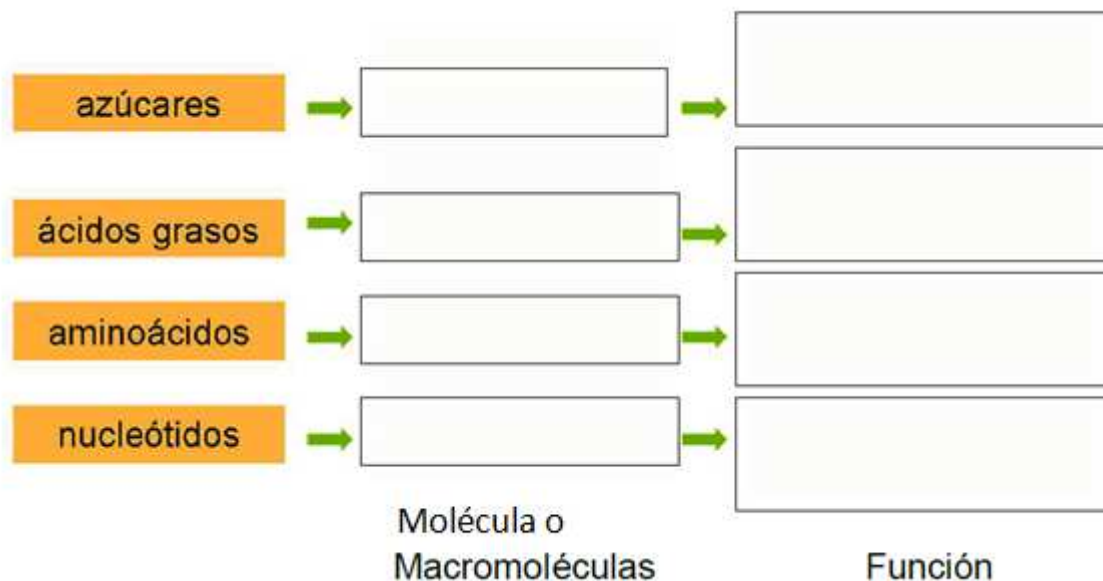 azúcares
ácidos grasos
aminoácidos
nucleótidos
Molécula o
Macromoléculas
Función